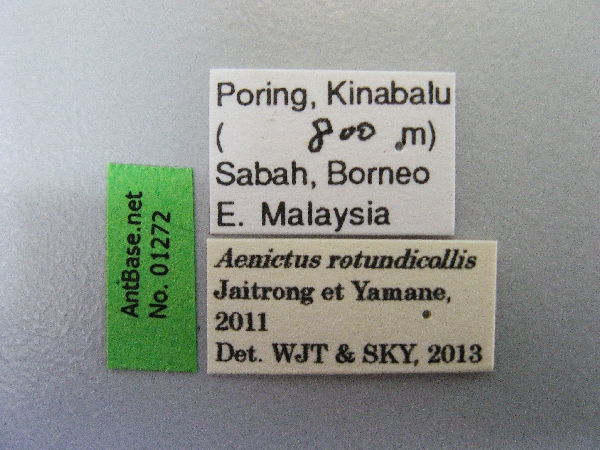 Poring, Kinabalu
( 800 m)
Sabah, Borneo
E. Malaysia
AntBase.net
No. 01272
Aenictus rotundicollis
Jaitrong et Yamane,
2011
Det. WJT & SKY, 2013